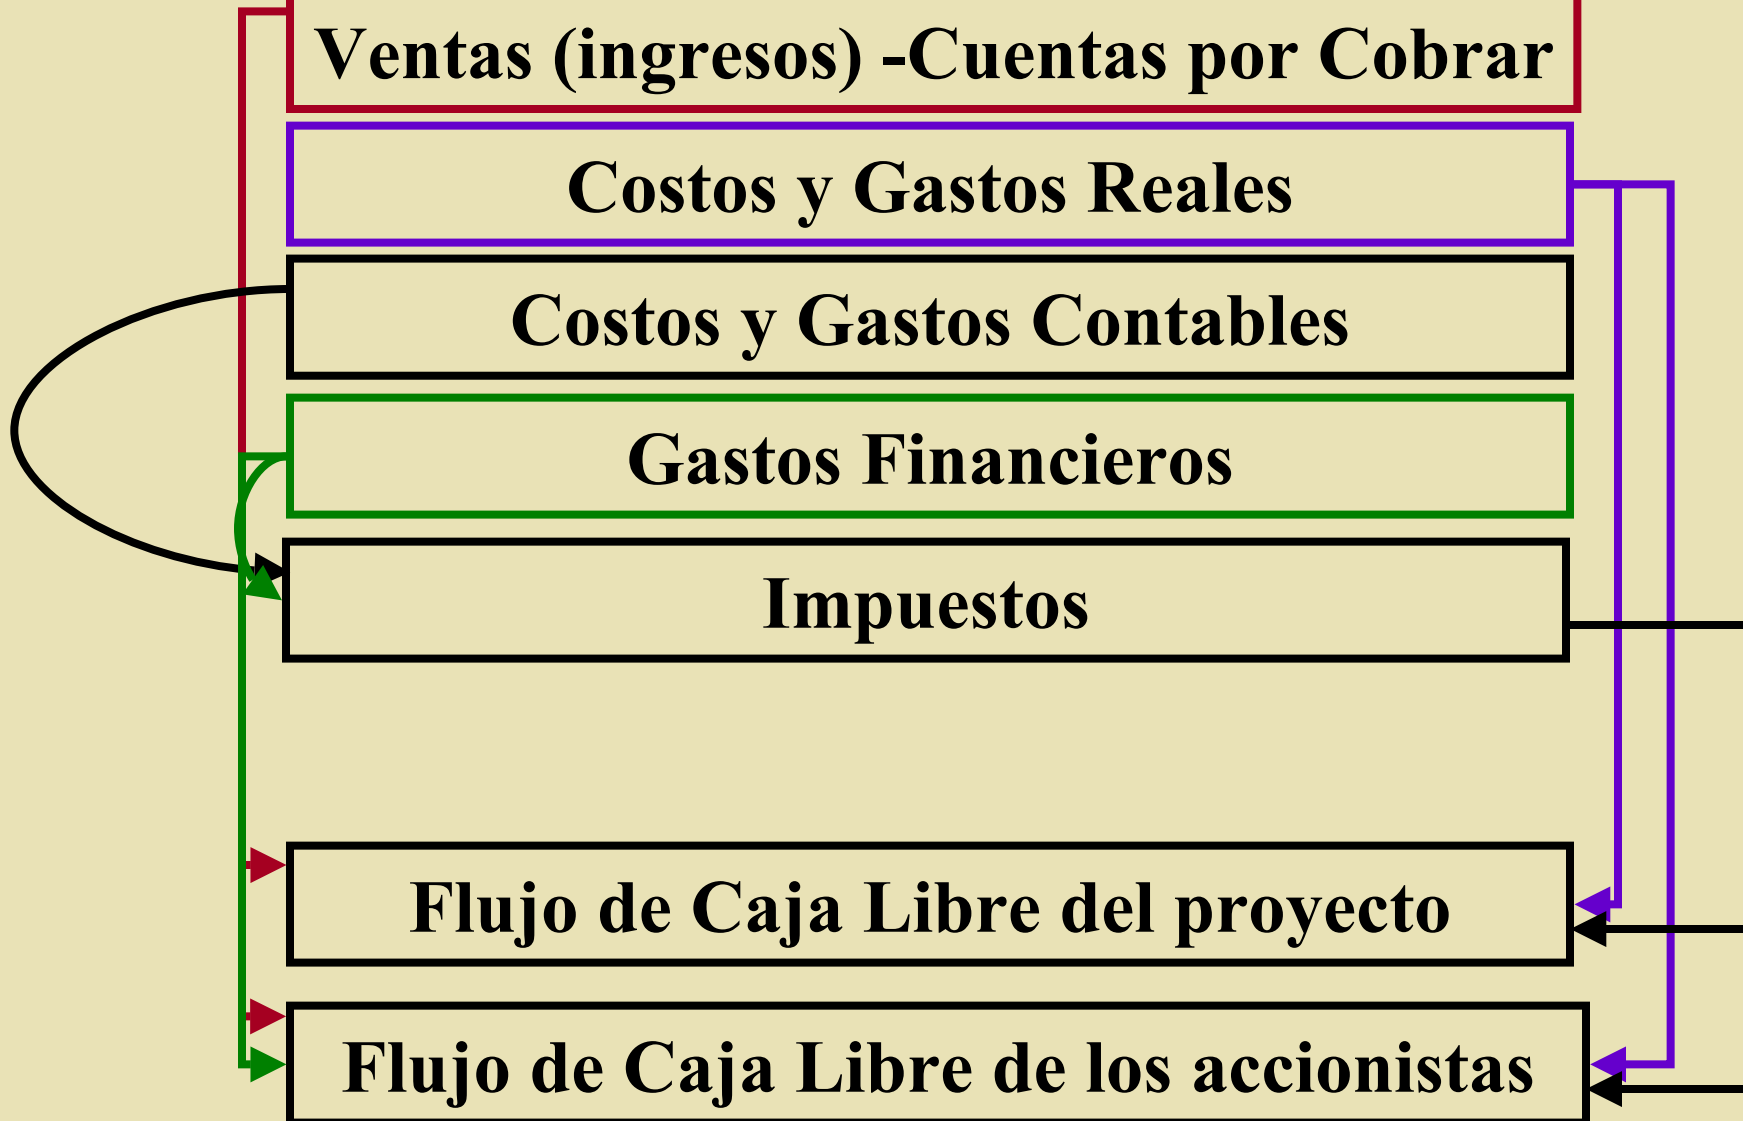 Ventas (ingresos) -Cuentas por Cobrar
Costos y Gastos Reales
Costos y Gastos Contables
Gastos Financieros
Impuestos
Flujo de Caja Libre del proyecto
Flujo de Caja Libre de los accionistas